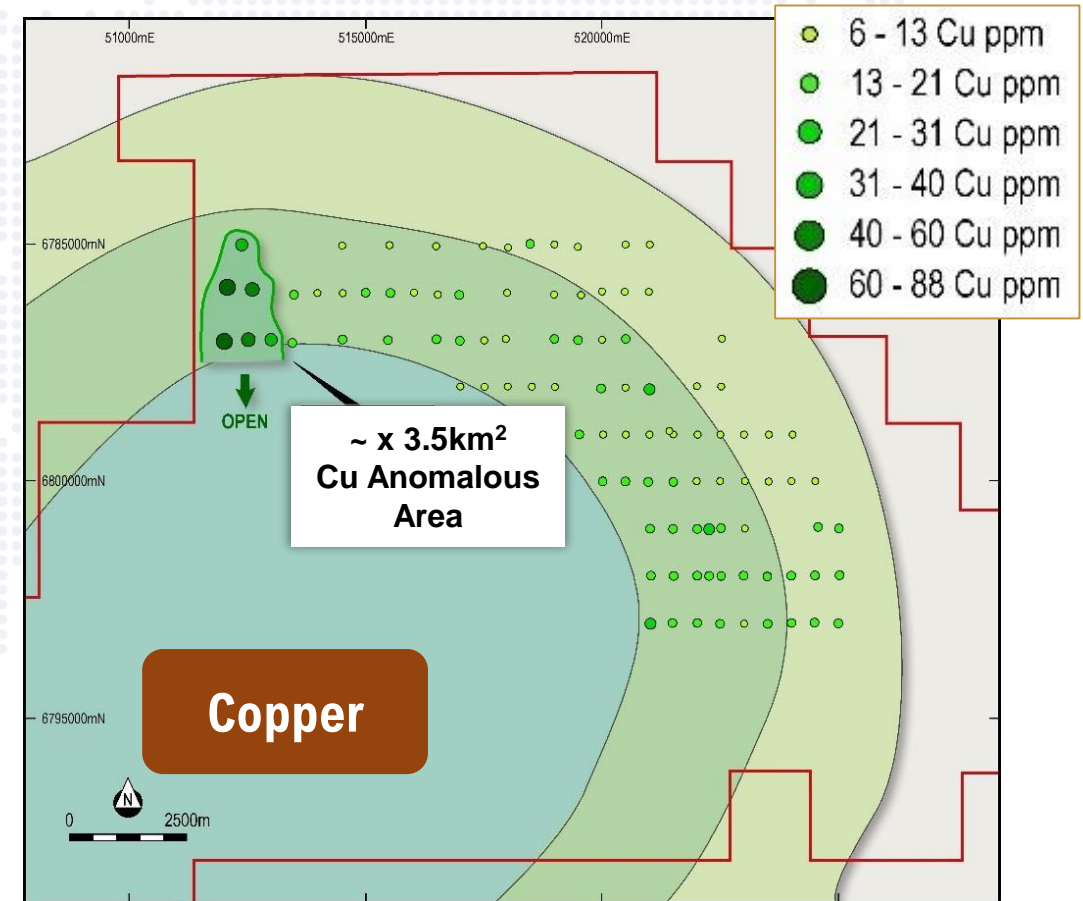 51000mE
515000mE
520000mE
6 - 13 Cu ppm
13 - 21 Cu ppm
21 - 31 Cu ppm
31 - 40 Cu ppm
40 - 60 Cu ppm
60 - 88 Cu ppm
6785000mN
OPEN
~ x 3.5km²
Cu Anomalous
Area
6800000mN
Copper
6795000mN
N
0 2500m